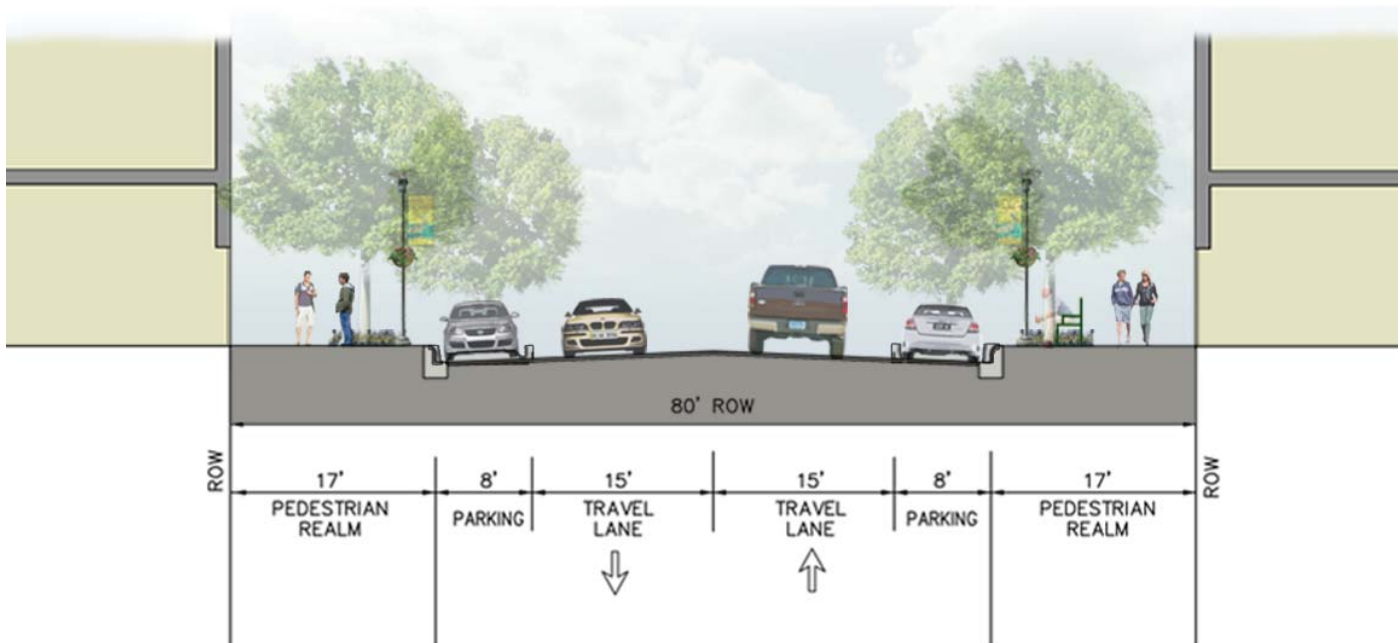 80' ROW
ROW
17'
8'
15'
15'
8'
17'
ROW
PEDESTRIAN
REALM
PARKING
TRAVEL
LANE
TRAVEL
LANE
PARKING
PEDESTRIAN
REALM